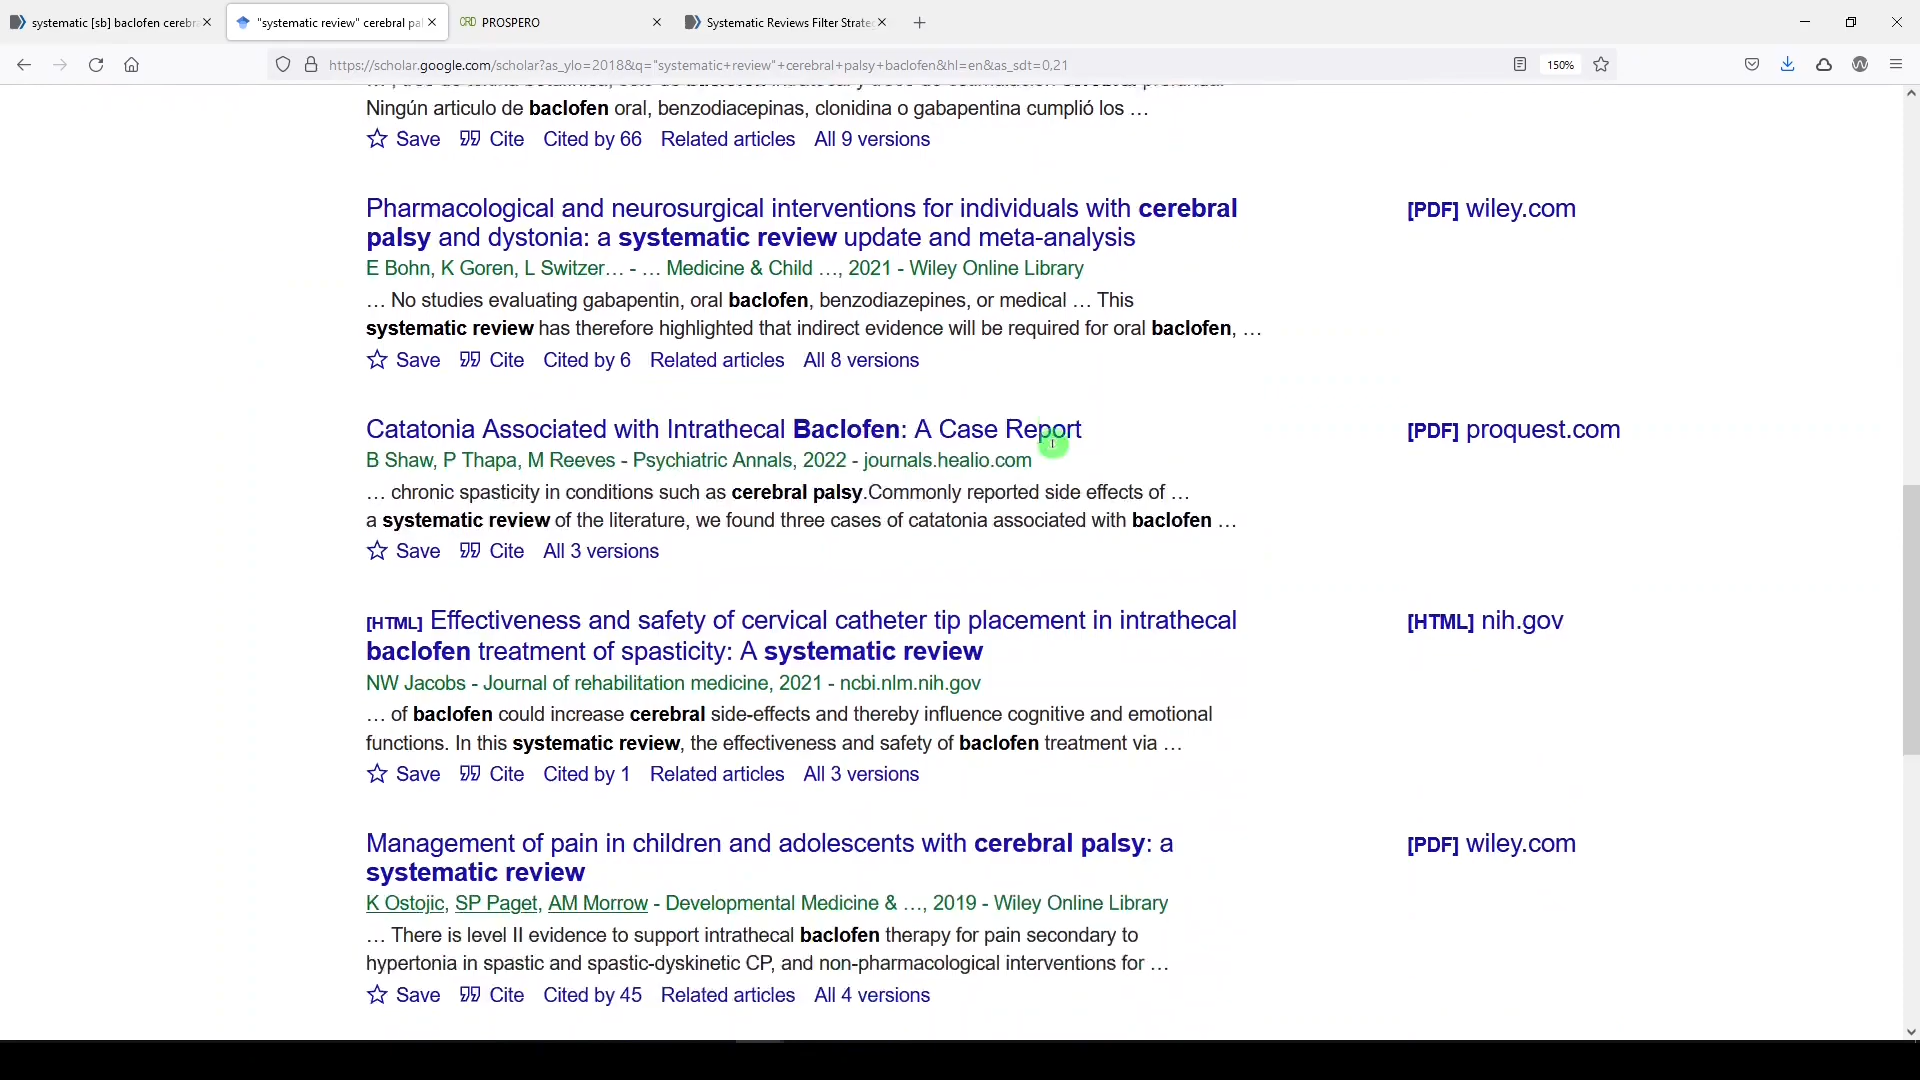 systematic [sb] baclofen cerebra
"systematic review" cerebral pal
CRD PROSPERO
Systematic Reviews Filter Strate
https://scholar.google.com/scholar?as_ylo=2018&q="systematic+review"+cerebral+palsy+baclofen&hl=en&as_sdt=0,21
150%
Ningún articulo de baclofen oral, benzodiacepinas, clonidina o gabapentina cumplió los …
Save Cite Cited by 66 Related articles All 9 versions
Pharmacological and neurosurgical interventions for individuals with cerebral
palsy and dystonia: a systematic review update and meta-analysis
[PDF] wiley.com
E Bohn, K Goren, L Switzer… - … Medicine & Child …, 2021 - Wiley Online Library
… No studies evaluating gabapentin, oral baclofen, benzodiazepines, or medical … This
systematic review has therefore highlighted that indirect evidence will be required for oral baclofen, …
Save Cite Cited by 6 Related articles All 8 versions
Catatonia Associated with Intrathecal Baclofen: A Case Report
[PDF] proquest.com
B Shaw, P Thapa, M Reeves - Psychiatric Annals, 2022 - journals.healio.com
… chronic spasticity in conditions such as cerebral palsy.Commonly reported side effects of …
a systematic review of the literature, we found three cases of catatonia associated with baclofen …
Save Cite All 3 versions
[HTML] Effectiveness and safety of cervical catheter tip placement in intrathecal
baclofen treatment of spasticity: A systematic review
[HTML] nih.gov
NW Jacobs - Journal of rehabilitation medicine, 2021 - ncbi.nlm.nih.gov
… of baclofen could increase cerebral side-effects and thereby influence cognitive and emotional
functions. In this systematic review, the effectiveness and safety of baclofen treatment via …
Save Cite Cited by 1 Related articles All 3 versions
Management of pain in children and adolescents with cerebral palsy: a
systematic review
[PDF] wiley.com
K Ostojic, SP Paget, AM Morrow - Developmental Medicine & …, 2019 - Wiley Online Library
… There is level II evidence to support intrathecal baclofen therapy for pain secondary to
hypertonia in spastic and spastic-dyskinetic CP, and non-pharmacological interventions for …
Save Cite Cited by 45 Related articles All 4 versions